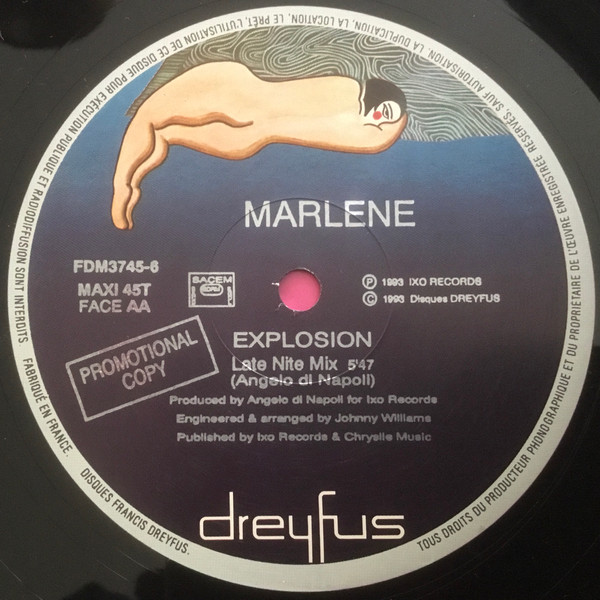 TOUS DROITS DU PRODUCTEUR PHONOGRAPHIQUE ET DU PROPRIETAIRE DE L'ŒUVRE ENREGISTREE RESERVES, SAUF AUTORISATION, LA DUPLICATION, LA LOCATION, LE PRÊT, L'UTILISATION DE CE DISQUE POUR EXÉCUTION PUBLIQUE ET RADIODIFFUSION SONT INTERDITS
FABRIQUÉ EN FRANCE.
DISQUES FRANCIS DREYFUS.
MARLENE
FDM3745-6
MAXI 45T
FACE AA
SACEM
Ⓟ 1993 IXO RECORDS
© 1993 Disques DREYFUS
PROMOTIONAL
COPY
EXPLOSION
Late Nite Mix 5'47
(Angelo di Napoli)
Produced by Angelo di Napoli for Ixo Records
Engineered & arranged by Johnny Williams
Published by Ixo Records & Chryslie Music
dreyfus